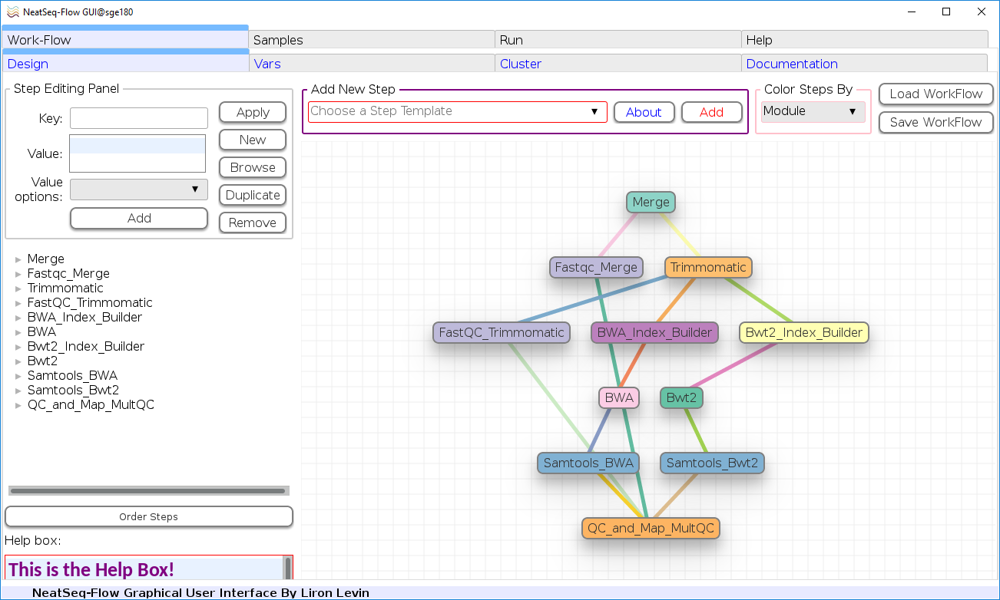 NeatSeq-Flow GUI@sge180
Work-Flow Samples Run Help
Design Vars Cluster Documentation
Step Editing Panel
Key:
Apply
New
Value:
Browse
Value options:
Duplicate
Add
Remove
Add New Step
Choose a Step Template
About
Add
Color Steps By
Module
Load WorkFlow
Save WorkFlow
Merge
Fastqc_Merge
Trimmomatic
FastQC_Trimmomatic
BWA_Index_Builder
BWA
Bwt2_Index_Builder
Bwt2
Samtools_BWA
Samtools_Bwt2
QC_and_Map_MultQC
Order Steps
Help box:
This is the Help Box!
Merge
Fastqc_Merge Trimmomatic
FastQC_Trimmomatic BWA_Index_Builder Bwt2_Index_Builder
BWA Bwt2
Samtools_BWA Samtools_Bwt2
QC_and_Map_MultQC
NeatSeq-Flow Graphical User Interface By Liron Levin